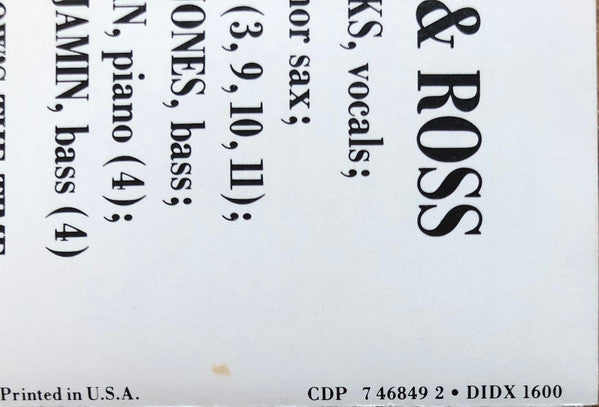 & ROSS
KS, vocals;
nor sax;
(3, 9, 10, 11);
ONES, bass;
N, piano (4);
JAMIN, bass (4)
Printed in U.S.A.
CDP 7 46849 2 • DIDX 1600